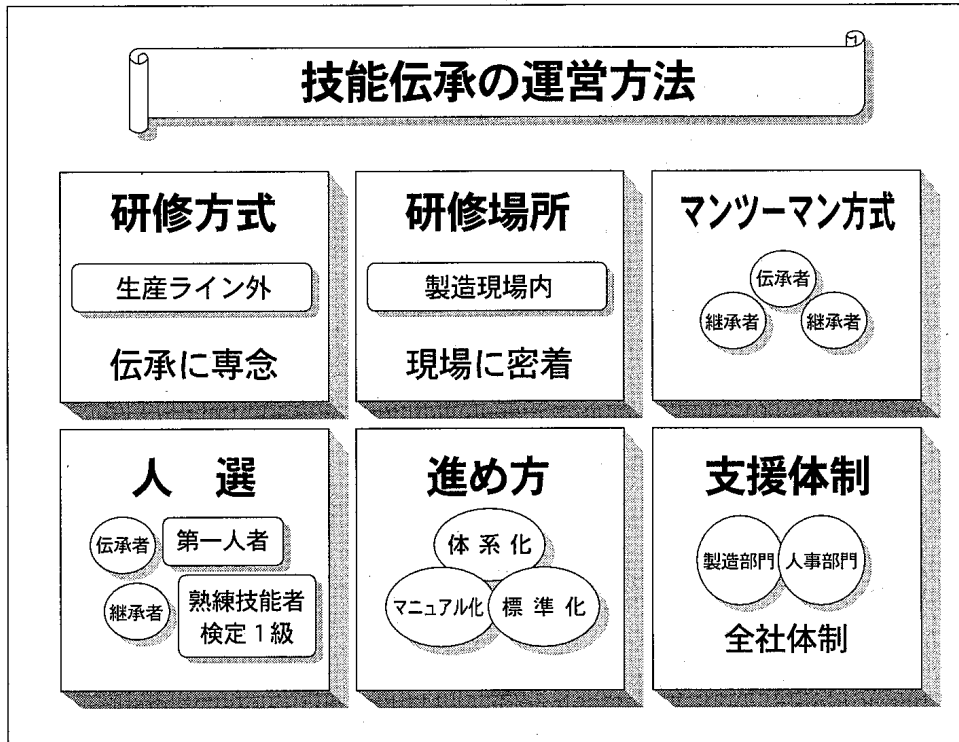 技能伝承の運営方法
研修方式
生産ライン外
伝承に専念
研修場所
製造現場内
現場に密着
マンツーマン方式
伝承者
継承者
継承者
人 選
伝承者
第一人者
継承者
熟練技能者
検定1級
進め方
体系化
マニュアル化
標準化
支援体制
製造部門
人事部門
全社体制